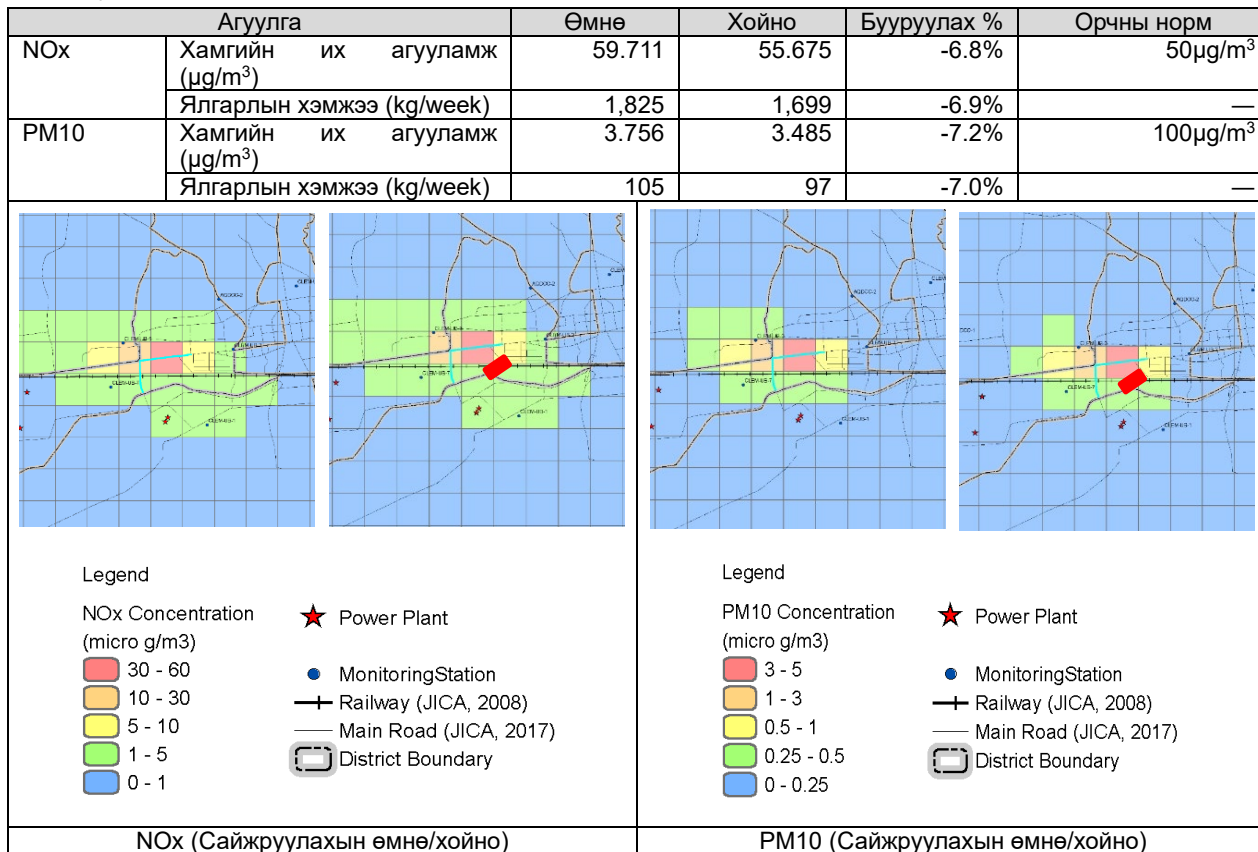 Агуулга Өмнө Хойно Бууруулах % Орчны норм
NOx Хамгийн их агууламж 59.711 55.675 -6.8% 50µg/m³
(µg/m³)
Ялгарлын хэмжээ (kg/week) 1,825 1,699 -6.9% —
PM10 Хамгийн их агууламж 3.756 3.485 -7.2% 100µg/m³
(µg/m³)
Ялгарлын хэмжээ (kg/week) 105 97 -7.0% —
Legend
NOx Concentration
(micro g/m3)
30 - 60
10 - 30
5 - 10
1 - 5
0 - 1
Power Plant
MonitoringStation
Railway (JICA, 2008)
Main Road (JICA, 2017)
District Boundary
Legend
PM10 Concentration
(micro g/m3)
3 - 5
1 - 3
0.5 - 1
0.25 - 0.5
0 - 0.25
Power Plant
MonitoringStation
Railway (JICA, 2008)
Main Road (JICA, 2017)
District Boundary
NOx (Сайжруулахын өмнө/хойно)
PM10 (Сайжруулахын өмнө/хойно)